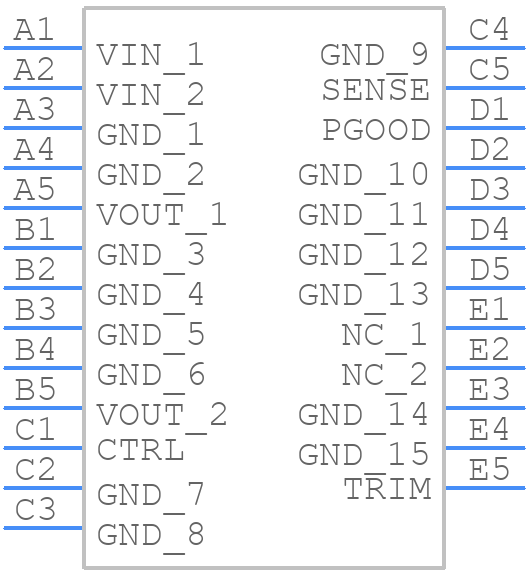 A1 VIN_1 GND_9 C4
A2 VIN_2 SENSE C5
A3 GND_1 PGOOD D1
A4 GND_2 GND_10 D2
A5 VOUT_1 GND_11 D3
B1 GND_3 GND_12 D4
B2 GND_4 GND_13 D5
B3 GND_5 NC_1 E1
B4 GND_6 NC_2 E2
B5 VOUT_2 GND_14 E3
C1 CTRL GND_15 E4
C2 GND_7 TRIM E5
C3 GND_8